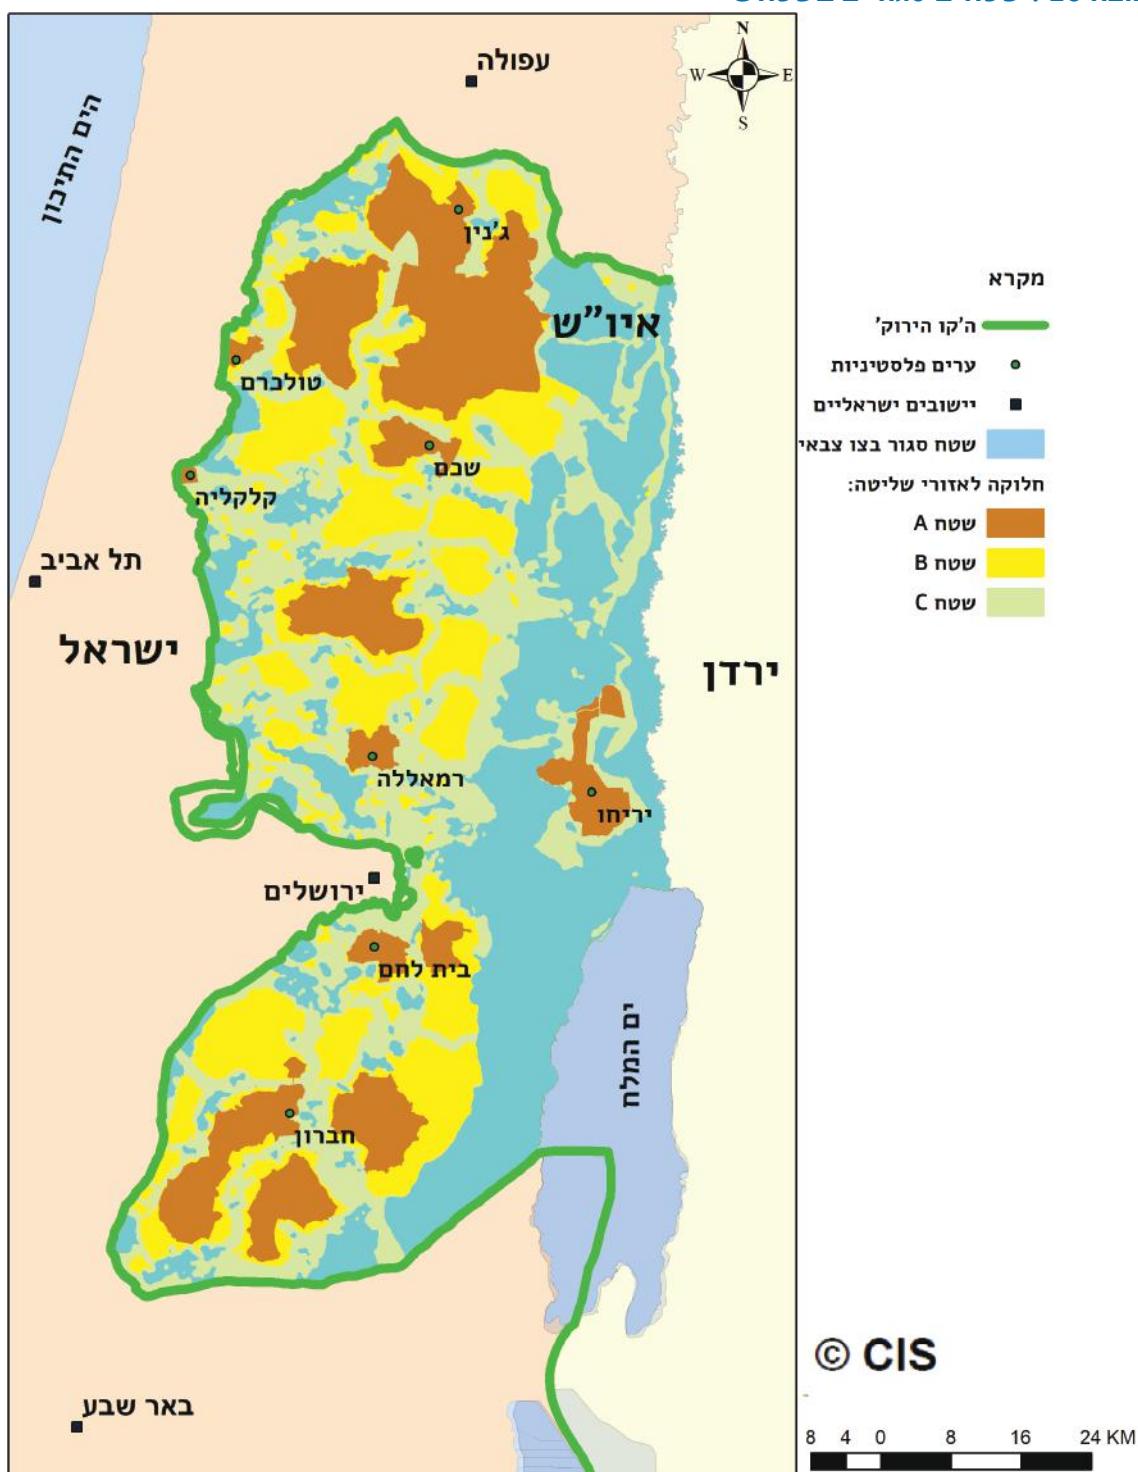 עפולה
N
W E
S
הים התיכון
ג'נין
איו״ש
טולכרם
שכם
קלקליה
תל אביב
ישראל
ירדן
רמאללה
יריחו
ירושלים
בית לחם
ים המלח
חברון
באר שבע
מקרא
ה'קו הירוק'
ערים פלסטיניות
יישובים ישראליים
שטח סגור בצו צבאי
חלוקה לאזורי שליטה:
שטח A
שטח B
שטח C
© CIS
8 4 0 8 16 24 KM